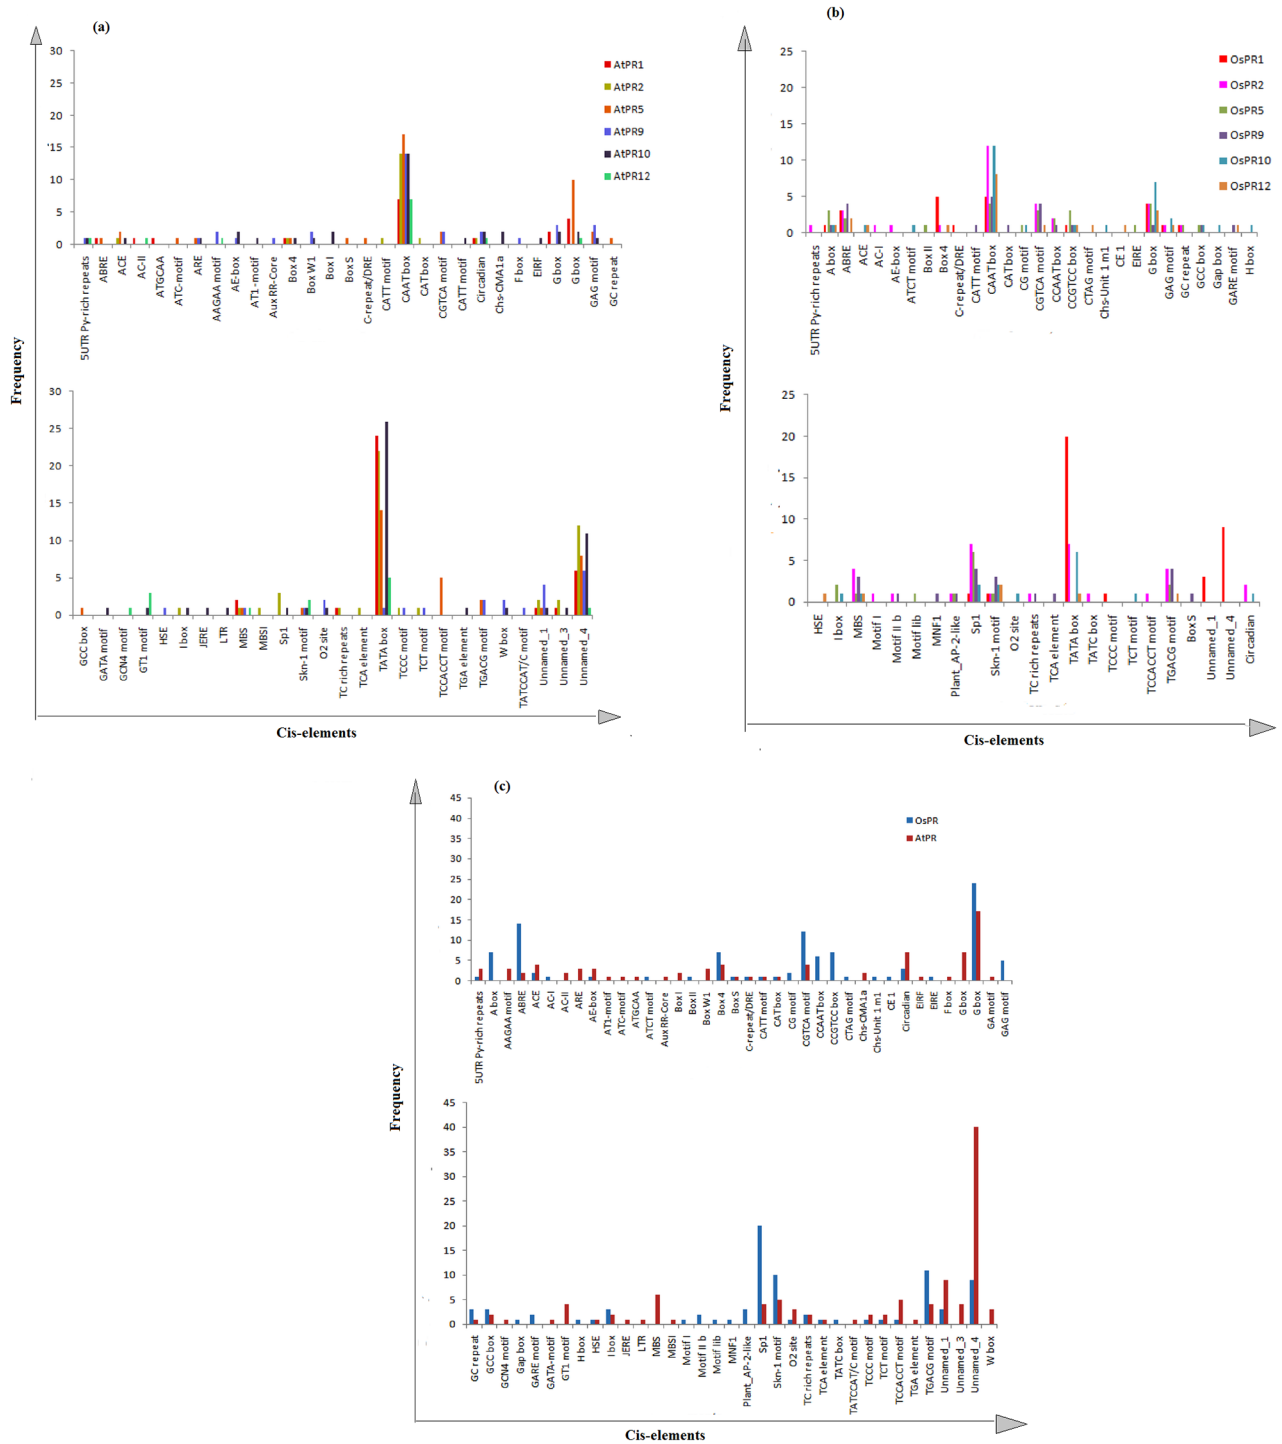 (a)
30
25
20
'15
10
5
0
AtPR1
AtPR2
AtPR5
AtPR9
AtPR10
AtPR12
5UTR Py-rich repeats
ABRE
ACE
AC-II
ATGCAA
ATC-motif
ARE
AAGAA motif
AE-box
AT1-motif
Aux RR-Core
Box 4
Box W1
Box I
Box S
C-repeat/DRE
CATT motif
CAAT box
CAT box
CGTCA motif
CATT motif
Circadian
Chs-CMA1a
F box
EIRF
G box
G box
GAG motif
GC repeat
Frequency
30
25
20
15
10
5
0
GCC box
GATA motif
GCN4 motif
GT1 motif
HSE
I box
JERE
LTR
MBS
MBSI
Sp1
Skn-1 motif
O2 site
TC rich repeats
TCA element
TATA box
TCCC motif
TCT motif
TCCACCT motif
TGA element
TGACG motif
W box
TATCCAT/C motif
Unnamed_1
Unnamed_3
Unnamed_4
Cis-elements
(b)
25
20
15
10
5
0
OsPR1
OsPR2
OsPR5
OsPR9
OsPR10
OsPR12
5UTR Py-rich repeats
A box
ABRE
ACE
AC-I
AE-box
ATCT motif
Box II
Box 4
C-repeat/DRE
CATT motif
CAAT box
CAT box
CG motif
CGTCA motif
CCAAT box
CCGTCC box
CTAG motif
Chs-Unit 1 m1
CE 1
EIRE
G box
GAG motif
GC repeat
GCC box
Gap box
GARE motif
H box
Frequency
25
20
15
10
5
0
HSE
I box
MBS
Motif I
Motif II b
Motif IIb
MNF1
Plant_AP-2-like
Sp1
Skn-1 motif
O2 site
TC rich repeats
TCA element
TATA box
TATC box
TCCC motif
TCT motif
TCCACCT motif
TGACG motif
Box S
Unnamed_1
Unnamed_4
Circadian
Cis-elements
(c)
45
40
35
30
25
20
15
10
5
0
OsPR
AtPR
5UTR Py-rich repeats
A box
AAGAA motif
ABRE
ACE
AC-I
AC-II
ARE
AE-box
AT1-motif
ATC-motif
ATGCAA
ATCT motif
Aux RR-Core
Box I
Box II
Box W1
Box 4
Box S
C-repeat/DRE
CATT motif
CAT box
CG motif
CGTCA motif
CCAAT box
CCGTCC box
CTAG motif
Chs-CMA1a
Chs-Unit 1 m1
CE 1
Circadian
EIRF
EIRE
F box
G box
G box
GA motif
GAG motif
Frequency
45
40
35
30
25
20
15
10
5
0
GC repeat
GCC box
GCN4 motif
Gap box
GARE motif
GATA-motif
GT1 motif
H box
HSE
I box
JERE
LTR
MBS
MBSI
Motif I
Motif II b
Motif IIb
MNF1
Plant_AP-2-like
Sp1
Skn-1 motif
O2 site
TC rich repeats
TCA element
TATC box
TATCCAT/C motif
TCCC motif
TCT motif
TCCACCT motif
TGA element
TGACG motif
Unnamed_1
Unnamed_3
Unnamed_4
W box
Cis-elements